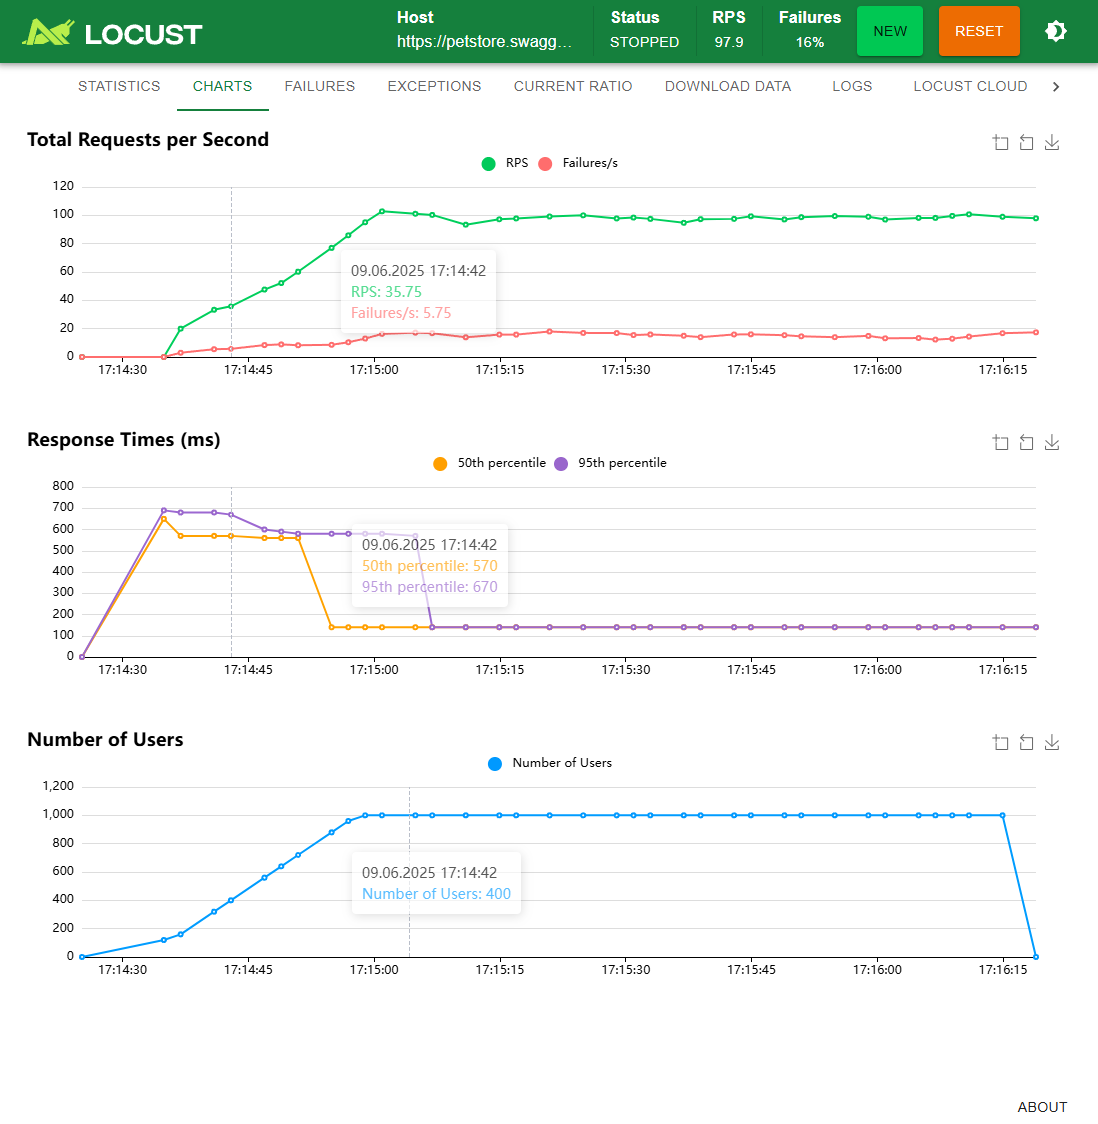 LOCUST
Host
https://petstore.swagg...
Status
STOPPED
RPS
97.9
Failures
16%
NEW
RESET
STATISTICS
CHARTS
FAILURES
EXCEPTIONS
CURRENT RATIO
DOWNLOAD DATA
LOGS
LOCUST CLOUD
Total Requests per Second
RPS
Failures/s
120
100
80
60
40
20
0
09.06.2025 17:14:42
RPS: 35.75
Failures/s: 5.75
17:14:30
17:14:45
17:15:00
17:15:15
17:15:30
17:15:45
17:16:00
17:16:15
Response Times (ms)
50th percentile
95th percentile
800
700
600
500
400
300
200
100
0
09.06.2025 17:14:42
50th percentile: 570
95th percentile: 670
17:14:30
17:14:45
17:15:00
17:15:15
17:15:30
17:15:45
17:16:00
17:16:15
Number of Users
Number of Users
1,200
1,000
800
600
400
200
0
09.06.2025 17:14:42
Number of Users: 400
17:14:30
17:14:45
17:15:00
17:15:15
17:15:30
17:15:45
17:16:00
17:16:15
ABOUT